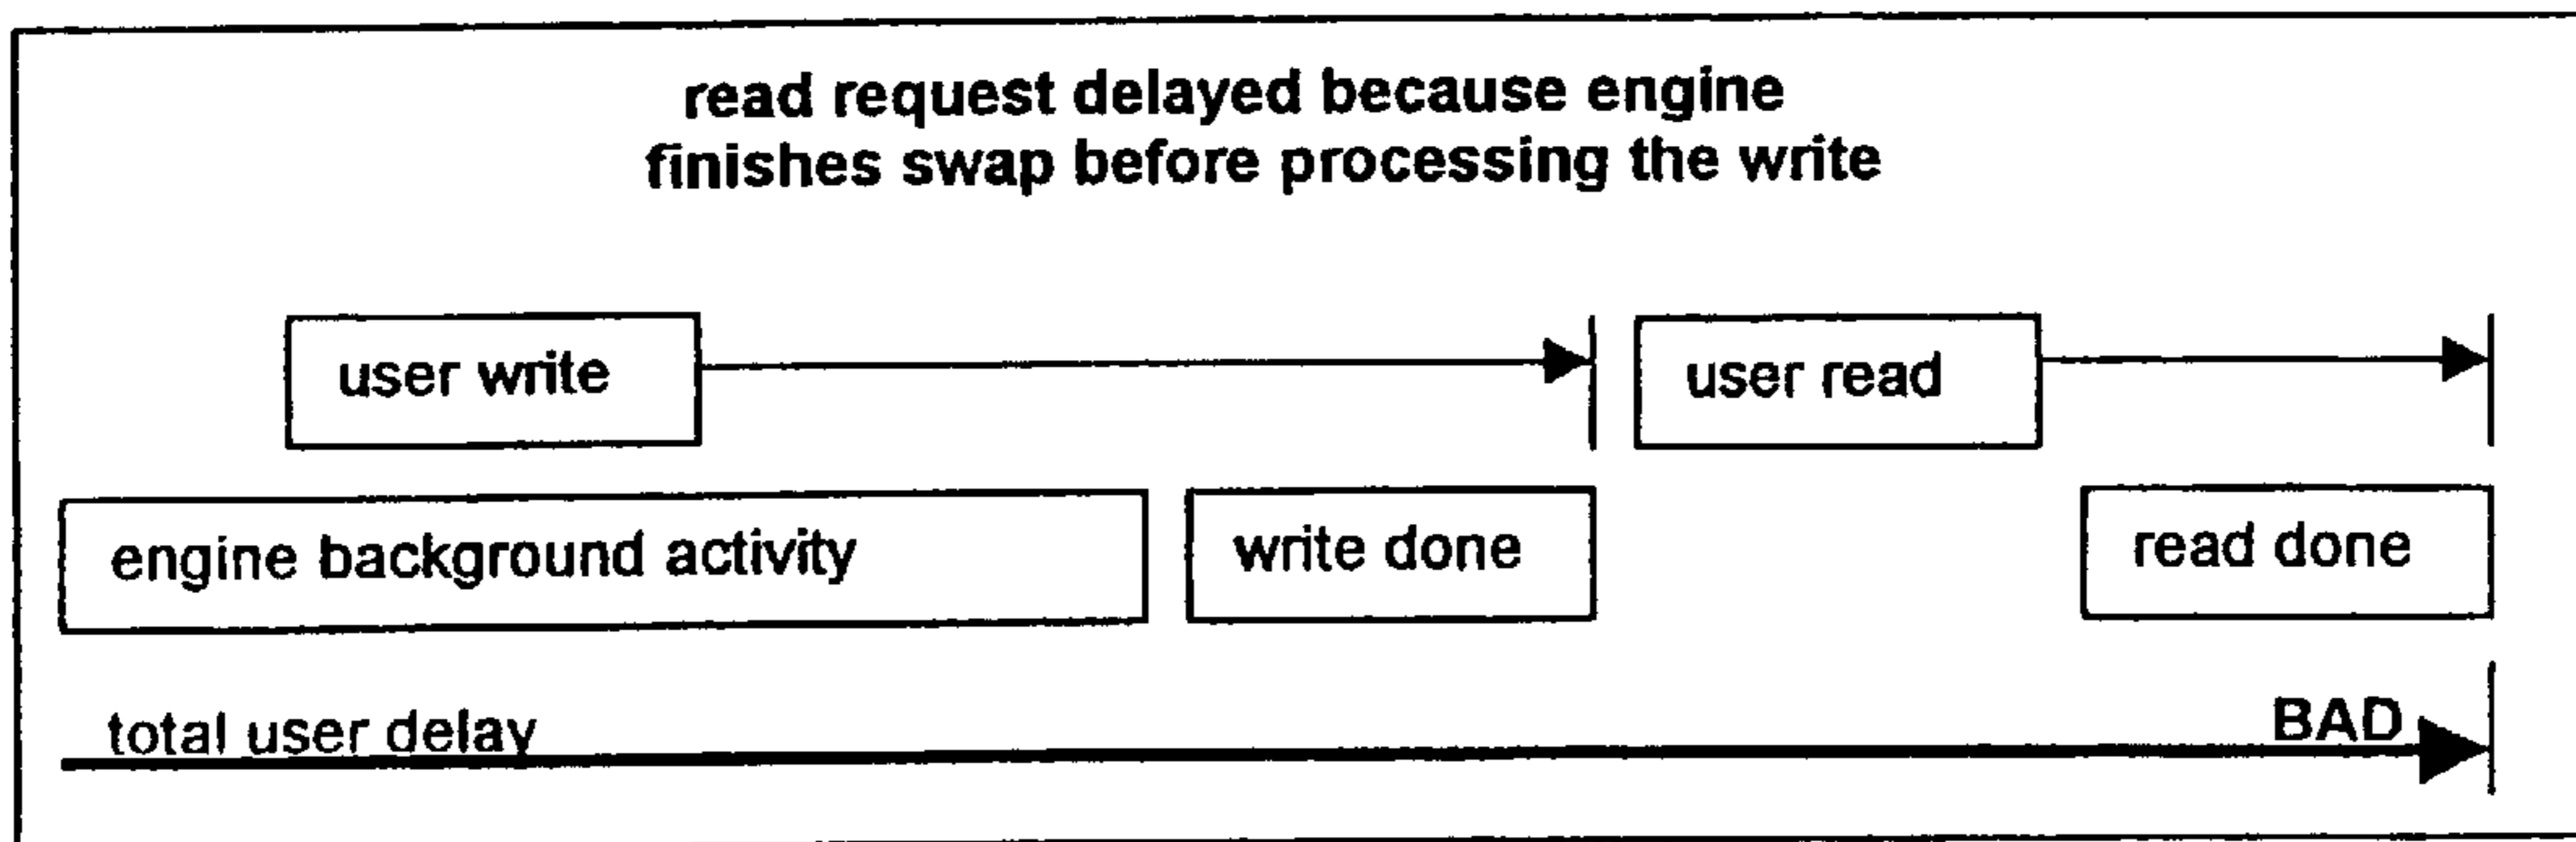 read request delayed because engine
finishes swap before processing the write
user write
user read
engine background activity
write done
read done
total user delay
BAD